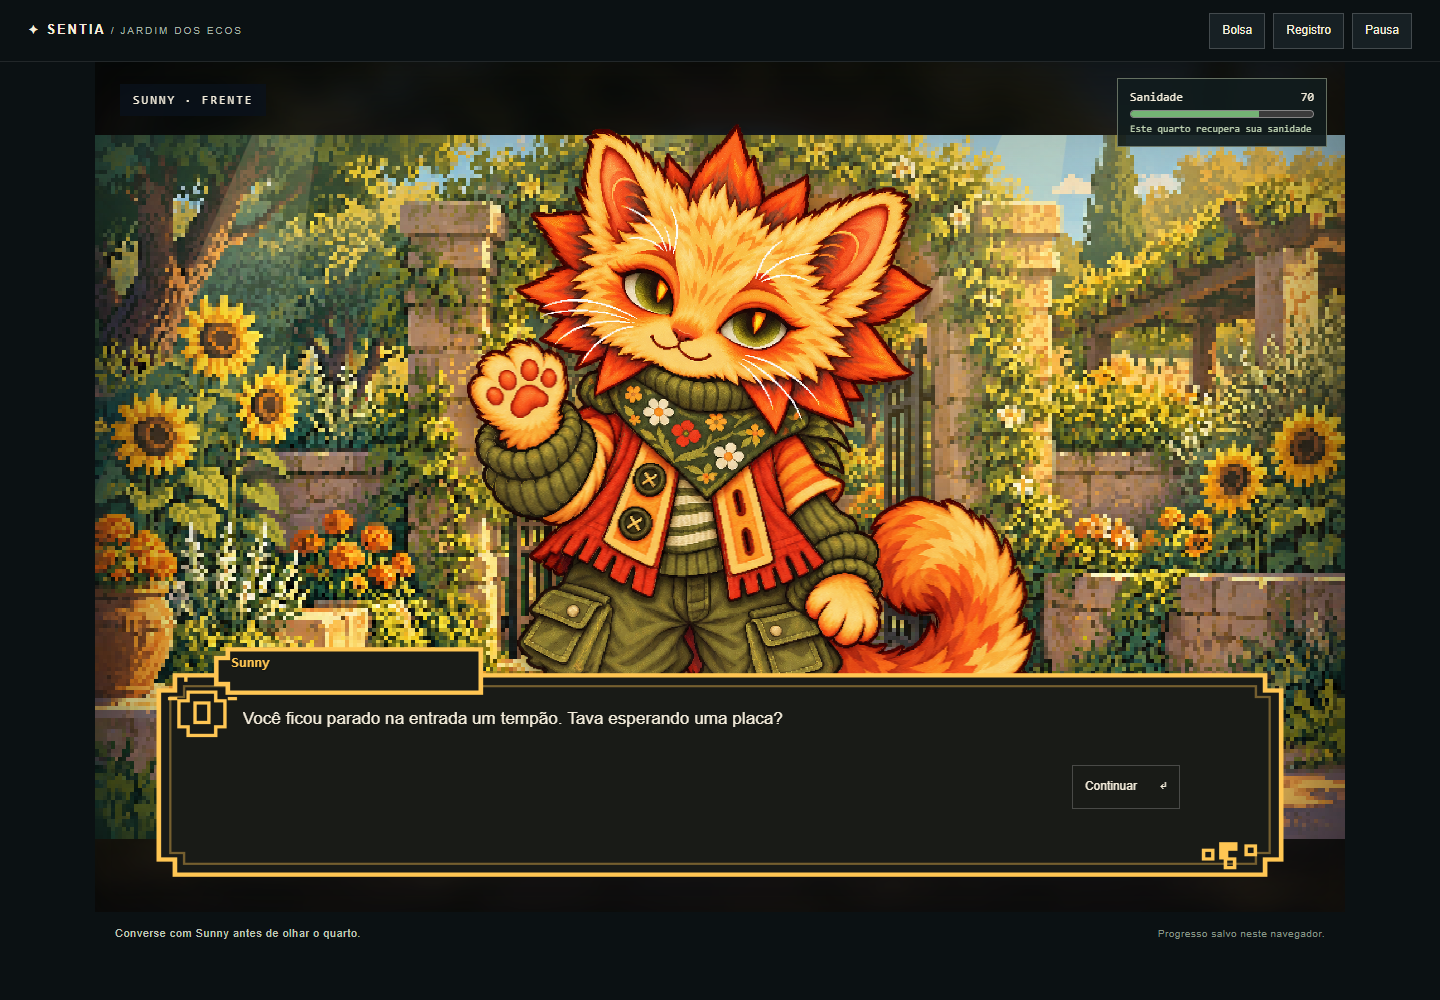 ✦ SENTIA / JARDIM DOS ECOS
Bolsa
Registro
Pausa
SUNNY · FRENTE
Sanidade 70
Este quarto recupera sua sanidade
Sunny
Você ficou parado na entrada um tempão. Tava esperando uma placa?
Continuar ↲
Converse com Sunny antes de olhar o quarto.
Progresso salvo neste navegador.